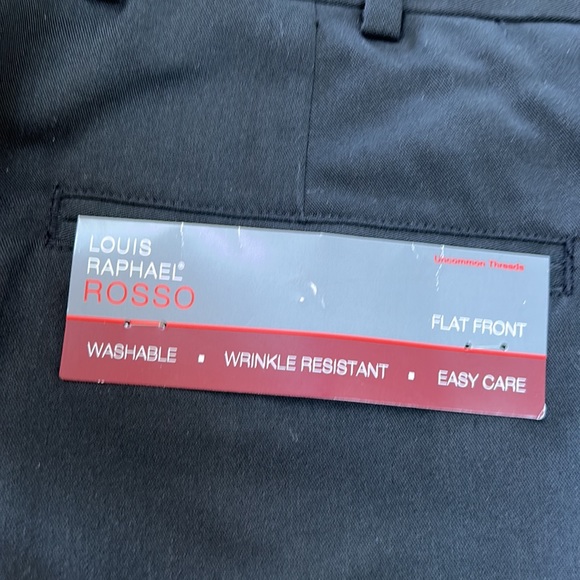 LOUIS
RAPHAEL®
ROSSO
Uncommon Threads
FLAT FRONT
WASHABLE ▪ WRINKLE RESISTANT ▪ EASY CARE